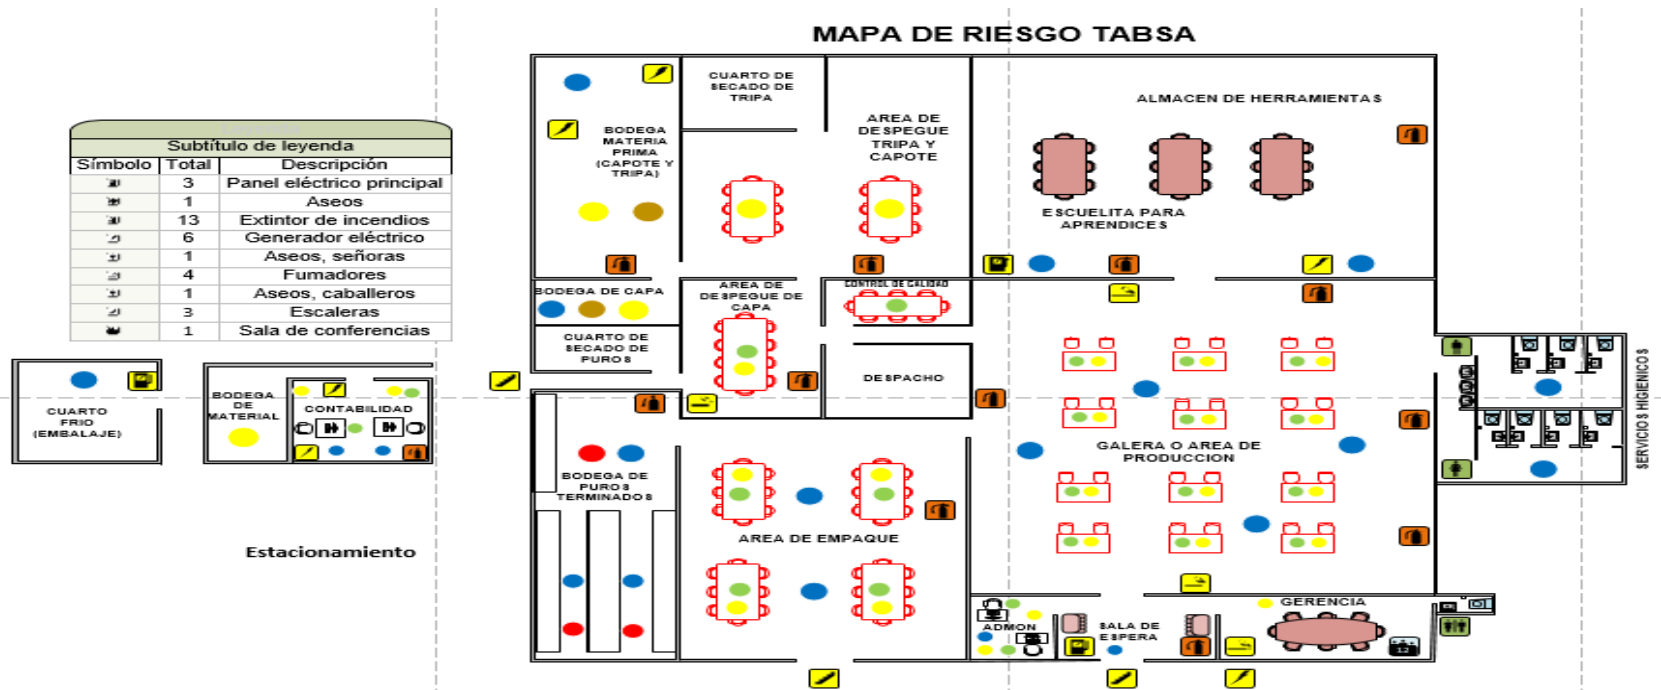 MAPA DE RIESGO TABSA
Subtítulo de leyenda
Símbolo Total Descripción
3 Panel eléctrico principal
1 Aseos
13 Extintor de incendios
6 Generador eléctrico
1 Aseos, señoras
4 Fumadores
1 Aseos, caballeros
3 Escaleras
1 Sala de conferencias
CUARTO DE
SECADO DE
TRIPA
BODEGA
MATERIA
PRIMA
(CAPOTE Y
TRIPA)
AREA DE
DESPEGUE
TRIPA Y
CAPOTE
ALMACEN DE HERRAMIENTAS
ESCUELITA PARA
APRENDICES
BODEGA DE CAPA
AREA DE
DESPEGUE DE
CAPA
CONTROL DE CALIDAD
CUARTO DE
SECADO DE
PUROS
DESPACHO
CUARTO
FRIO
(EMBALAJE)
BODEGA
DE
MATERIAL
CONTABILIDAD
GALERA O AREA DE
PRODUCCION
SERVICIOS HIGIENICOS
BODEGA DE
PUROS
TERMINADOS
AREA DE EMPAQUE
Estacionamiento
ADMON
SALA DE
ESPERA
GERENCIA
12